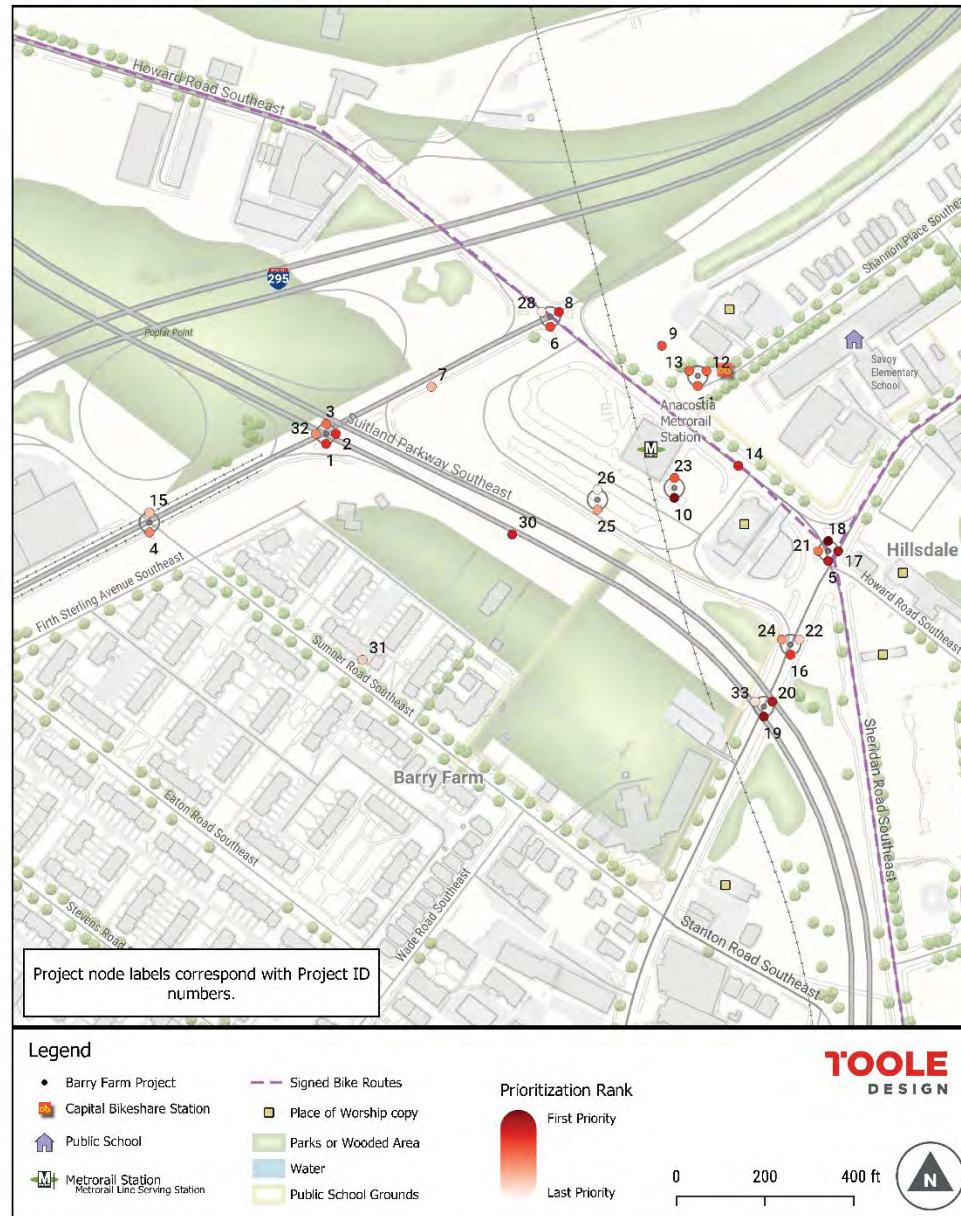 Howard Road Southeast
Shannon Place Southeas
295
Poplar Point
28
8
6
9
13
12
11
Savoy
Elementary
School
7
Anacostia
Metrorail
Station
M
3
32
2
1
Suitland Parkway Southeast
14
23
10
26
25
15
4
30
18
21
17
5
Hillsdale
Howard Road Southeast
Firth Sterling Avenue Southeast
Sumner Road Southeast
31
24
22
16
33
20
19
Sheridan Road Southeast
Barry Farm
Eaton Road Southeast
Stevens Road So
Wade Road Southeast
Stanton Road Southeast
Project node labels correspond with Project ID
numbers.
Legend
Barry Farm Project
Capital Bikeshare Station
Public School
M
Metrorail Station
Metrorail Line Serving Station
Signed Bike Routes
Place of Worship copy
Parks or Wooded Area
Water
Public School Grounds
Prioritization Rank
First Priority
Last Priority
TOOLE
DESIGN
0 200 400 ft
N